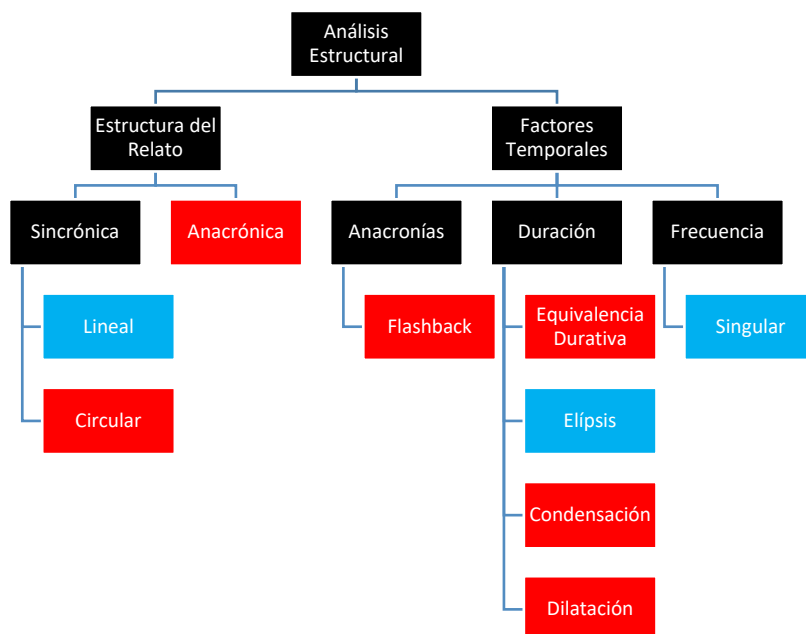 Análisis
Estructural
Estructura del
Relato
Factores
Temporales
Sincrónica
Anacrónica
Anacronías
Duración
Frecuencia
Lineal
Flashback
Equivalencia
Durativa
Singular
Circular
Elípsis
Condensación
Dilatación